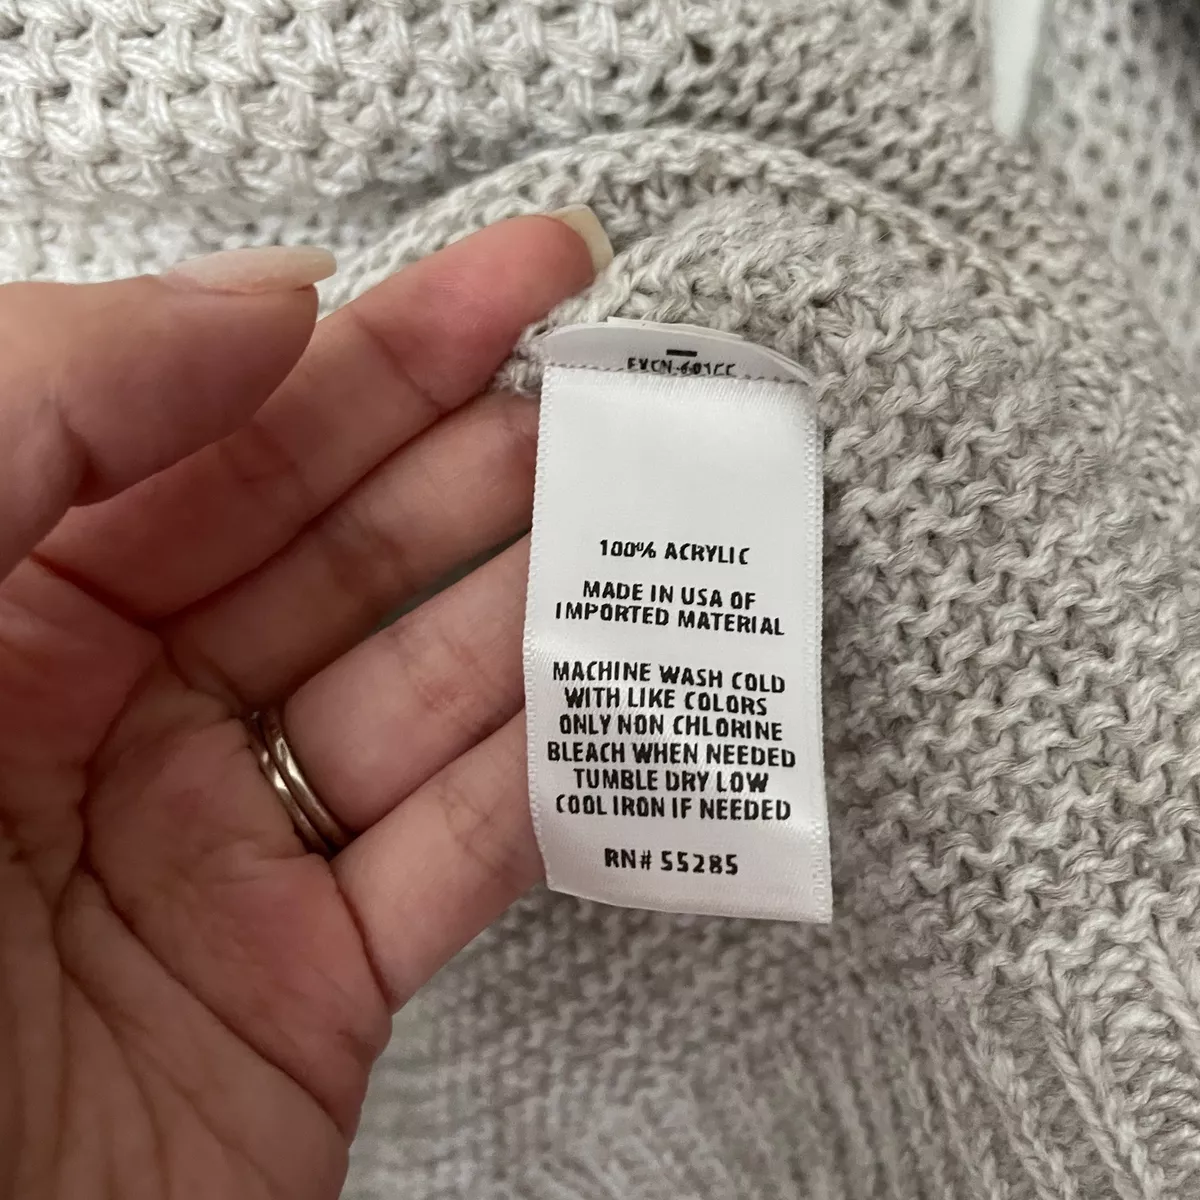 100% ACRYLIC
MADE IN USA OF
IMPORTED MATERIAL
MACHINE WASH COLD
WITH LIKE COLORS
ONLY NON CHLORINE
BLEACH WHEN NEEDED
TUMBLE DRY LOW
COOL IRON IF NEEDED
RN# 55285